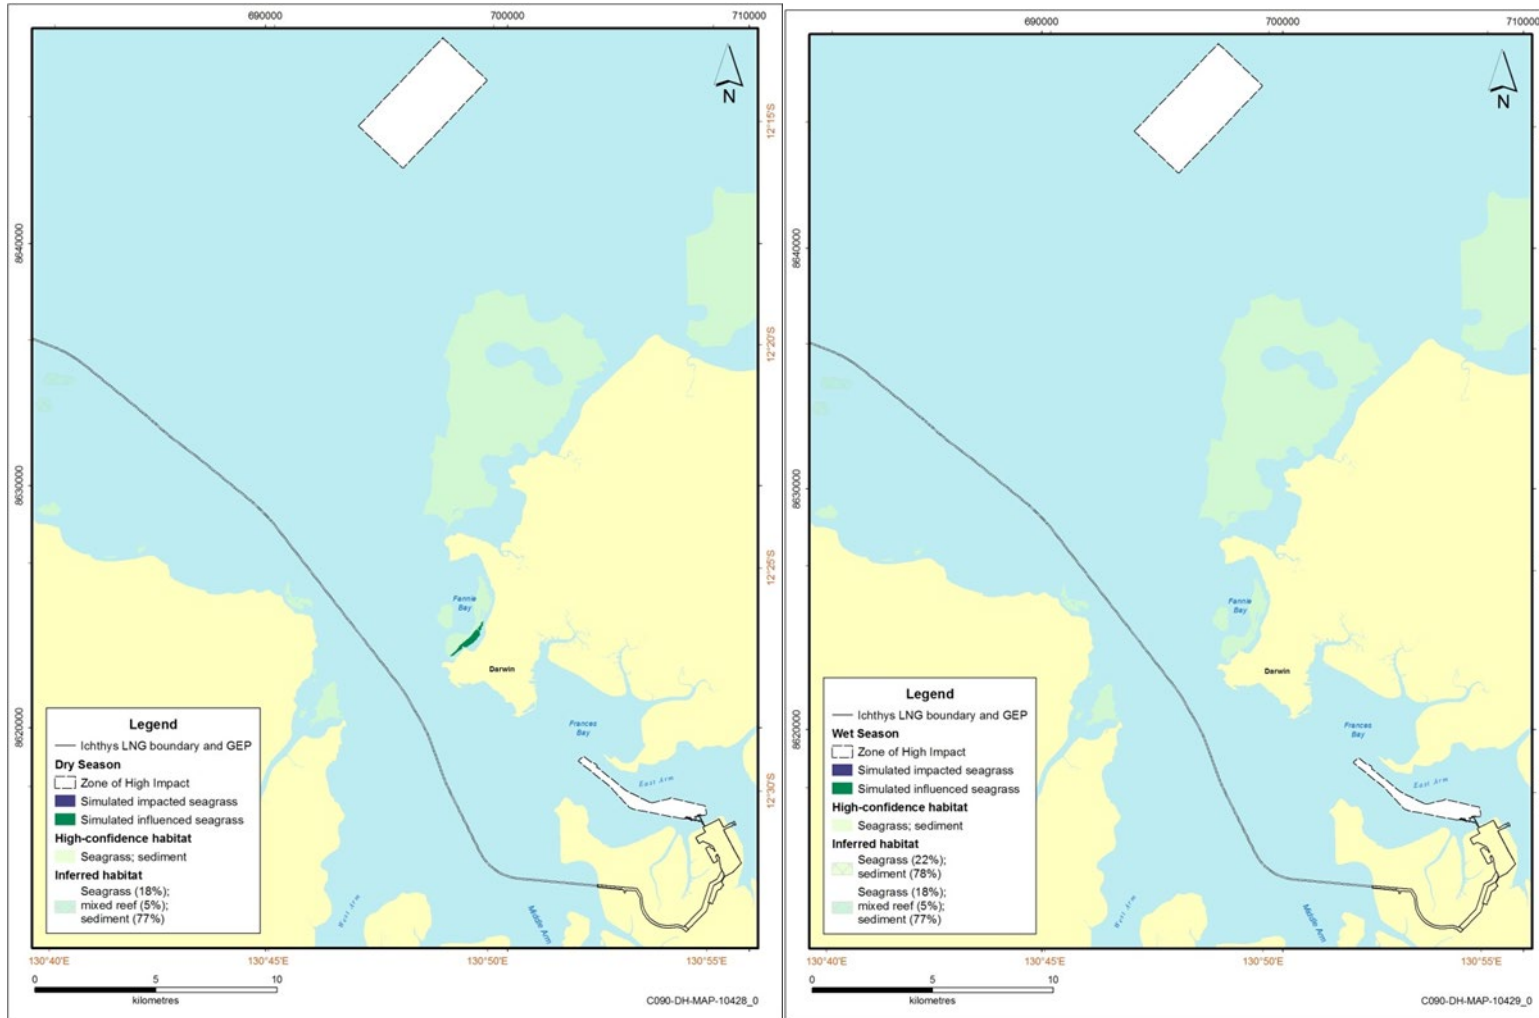 690000
700000
710000
N
12°15'S
8640000
12°20'S
8630000
12°25'S
Fannie
Bay
Darwin
Frances
Bay
8620000
East Arm
12°30'S
West Arm
Middle Arm
Legend
Ichthys LNG boundary and GEP
Dry Season
Zone of High Impact
Simulated impacted seagrass
Simulated influenced seagrass
High-confidence habitat
Seagrass; sediment
Inferred habitat
Seagrass (18%);
mixed reef (5%);
sediment (77%)
130°40'E
130°45'E
130°50'E
130°55'E
0
5
10
kilometres
C090-DH-MAP-10428_0
690000
700000
710000
N
8640000
8630000
Fannie
Bay
Darwin
Frances
Bay
8620000
East Arm
West Arm
Middle Arm
Legend
Ichthys LNG boundary and GEP
Wet Season
Zone of High Impact
Simulated impacted seagrass
Simulated influenced seagrass
High-confidence habitat
Seagrass; sediment
Inferred habitat
Seagrass (22%);
sediment (78%)
Seagrass (18%);
mixed reef (5%);
sediment (77%)
130°40'E
130°45'E
130°50'E
130°55'E
0
5
10
kilometres
C090-DH-MAP-10429_0